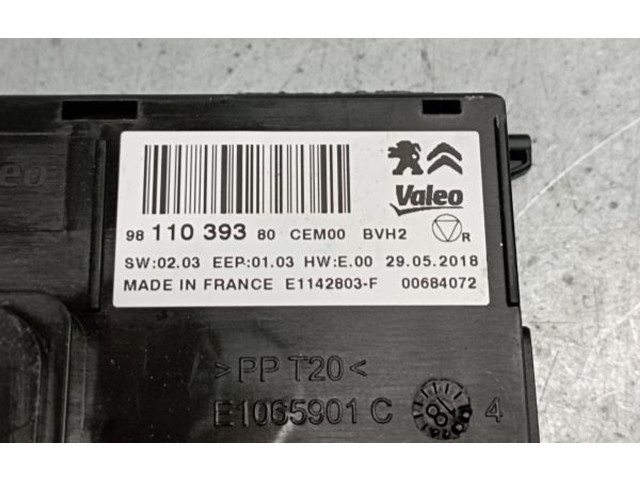 Valeo
98 110 393 80 CEM00 BVH2 R
SW:02.03 EEP:01.03 HW:E.00 29.05.2018
MADE IN FRANCE E1142803-F 00684072
>PP T20<
E1065901 C 4